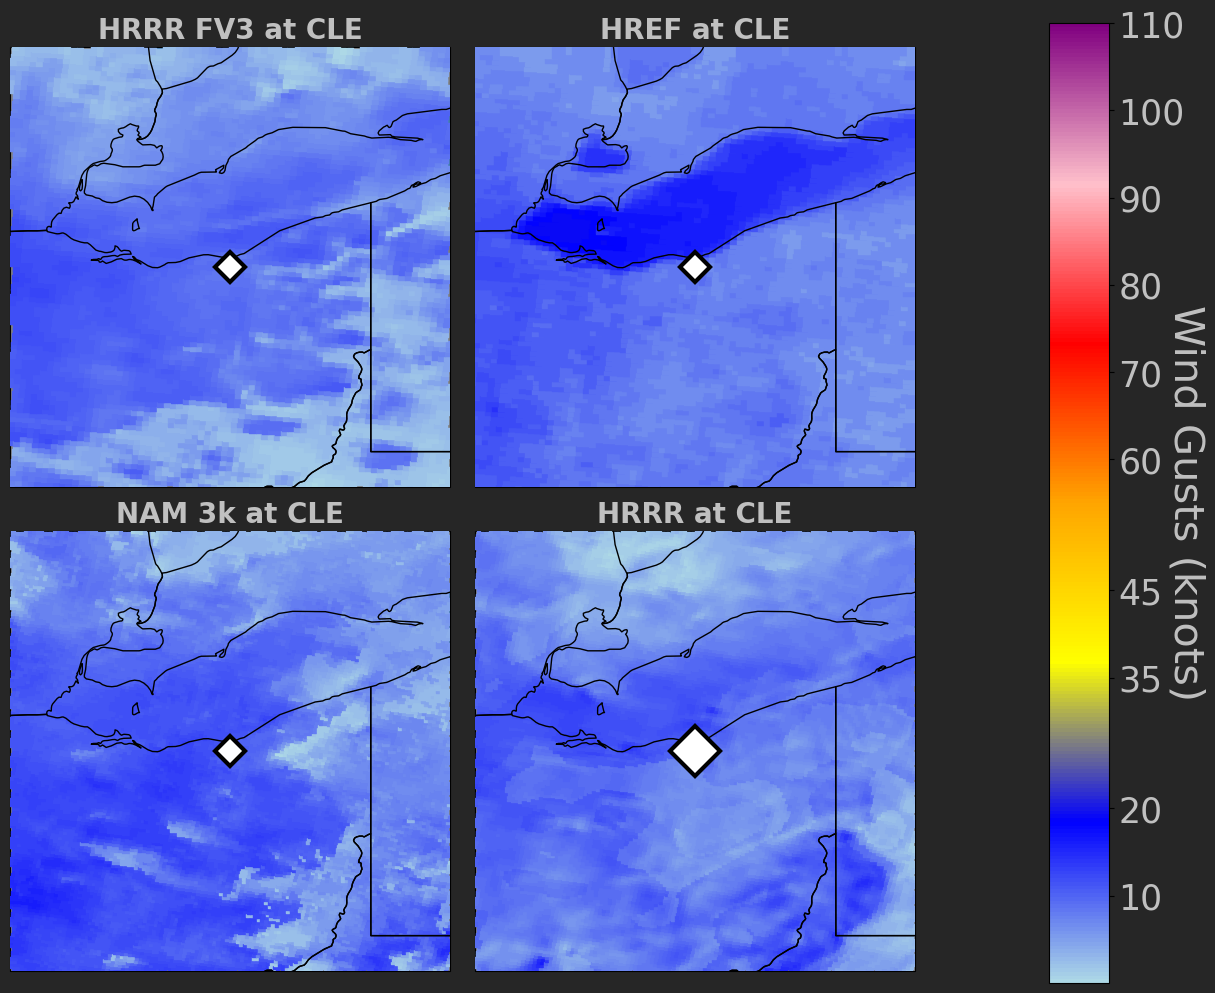 HRRR FV3 at CLE
HREF at CLE
NAM 3k at CLE
HRRR at CLE
110
100
90
80
70
60
45
35
20
10
Wind Gusts (knots)